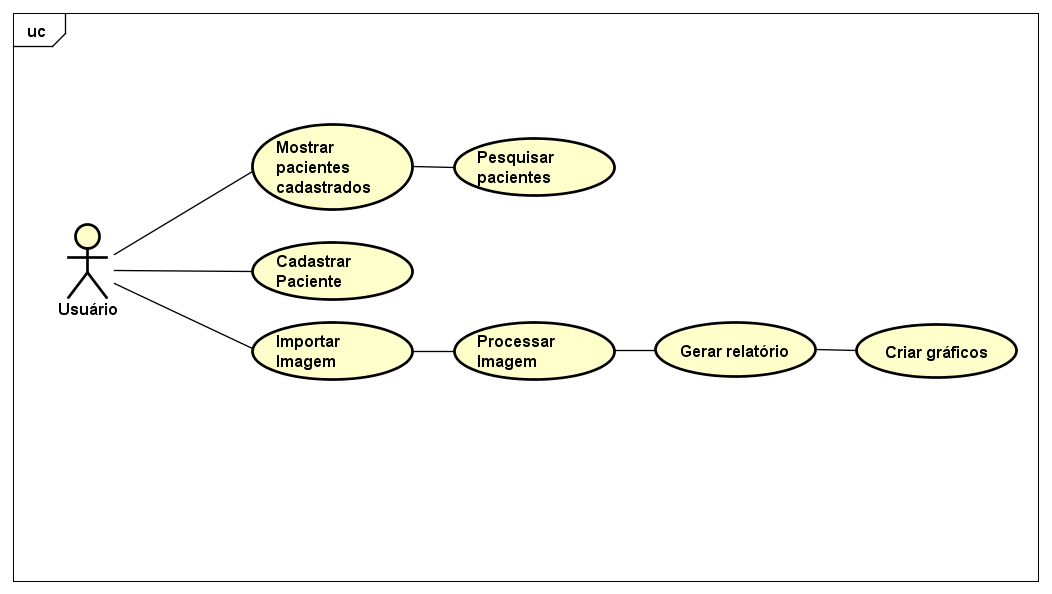 uc
Mostrar
pacientes
cadastrados
Pesquisar
pacientes
Cadastrar
Paciente
Usuário
Importar
Imagem
Processar
Imagem
Gerar relatório
Criar gráficos